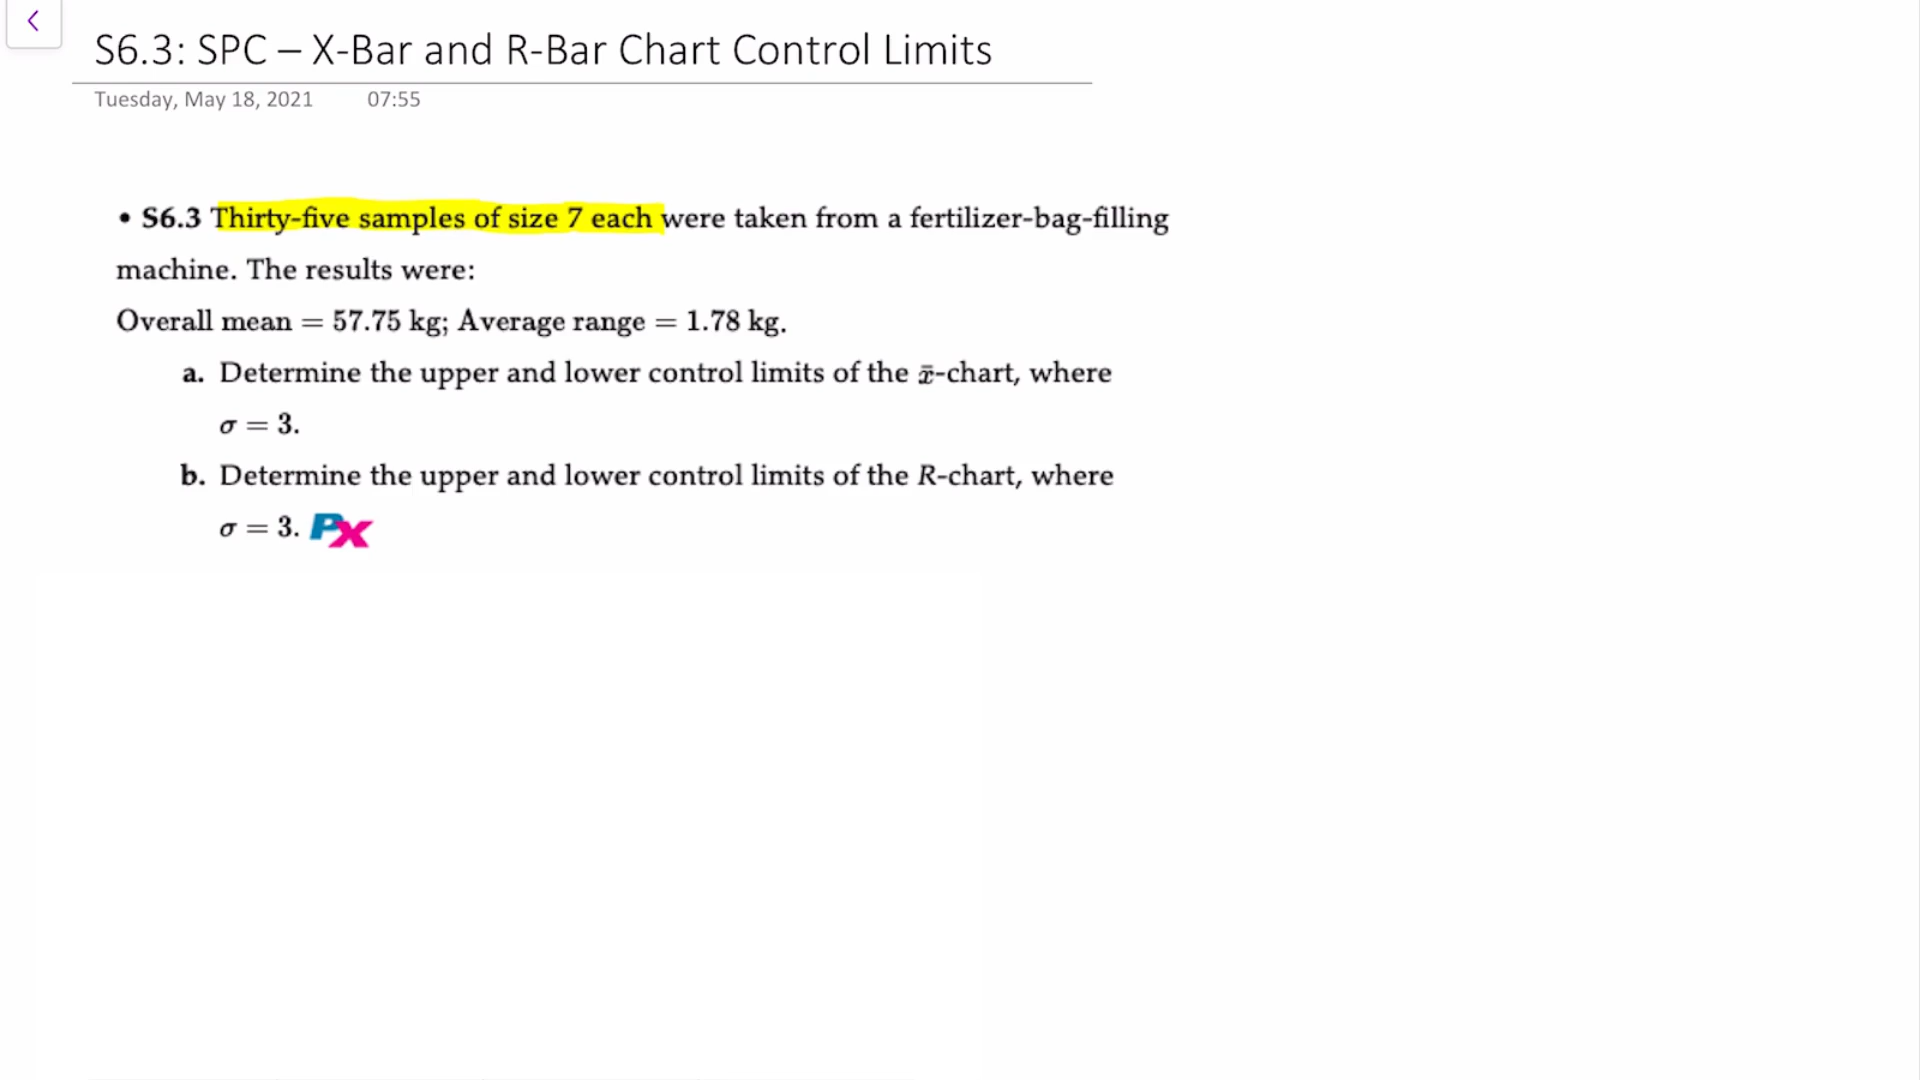 S6.3: SPC – X-Bar and R-Bar Chart Control Limits
Tuesday, May 18, 2021 07:55
• S6.3 Thirty-five samples of size 7 each were taken from a fertilizer-bag-filling
machine. The results were:
Overall mean = 57.75 kg; Average range = 1.78 kg.
a. Determine the upper and lower control limits of the x̄-chart, where
σ = 3.
b. Determine the upper and lower control limits of the R-chart, where
σ = 3. PX